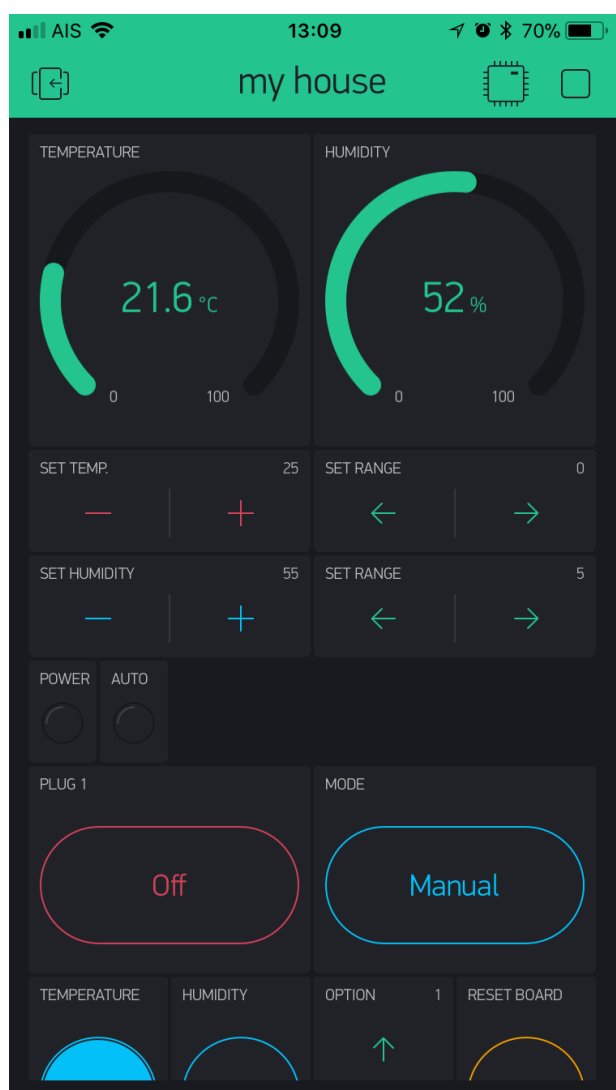 AIS 13:09 70%
my house
TEMPERATURE HUMIDITY
21.6 °C 52 %
0 100 0 100
SET TEMP. 25 SET RANGE 0
SET HUMIDITY 55 SET RANGE 5
POWER AUTO
PLUG 1 MODE
Off Manual
TEMPERATURE HUMIDITY OPTION 1 RESET BOARD